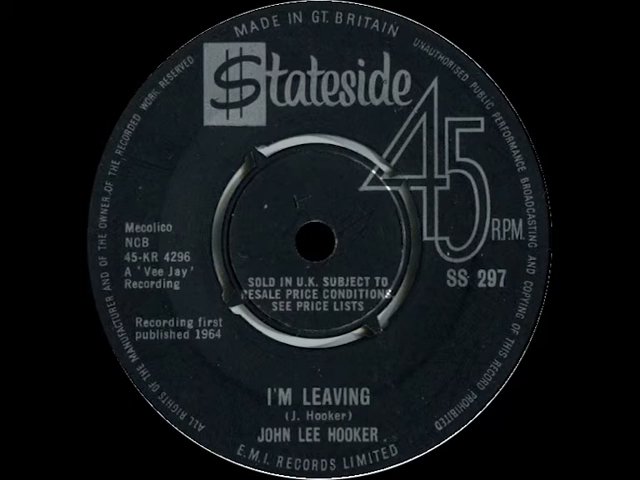 MADE IN GT. BRITAIN
UNAUTHORISED PUBLIC PERFORMANCE BROADCASTING AND COPYING OF THIS RECORD PROHIBITED
ALL RIGHTS OF THE MANUFACTURER AND OF THE OWNER OF THE RECORDED WORK RESERVED
$tateside
45
R.P.M.
Mecolico
NCB
45-KR 4296
A 'Vee Jay'
Recording
SS 297
SOLD IN U.K. SUBJECT TO
RESALE PRICE CONDITIONS
SEE PRICE LISTS
Recording first
published 1964
I'M LEAVING
(J. Hooker)
JOHN LEE HOOKER
E.M.I. RECORDS LIMITED